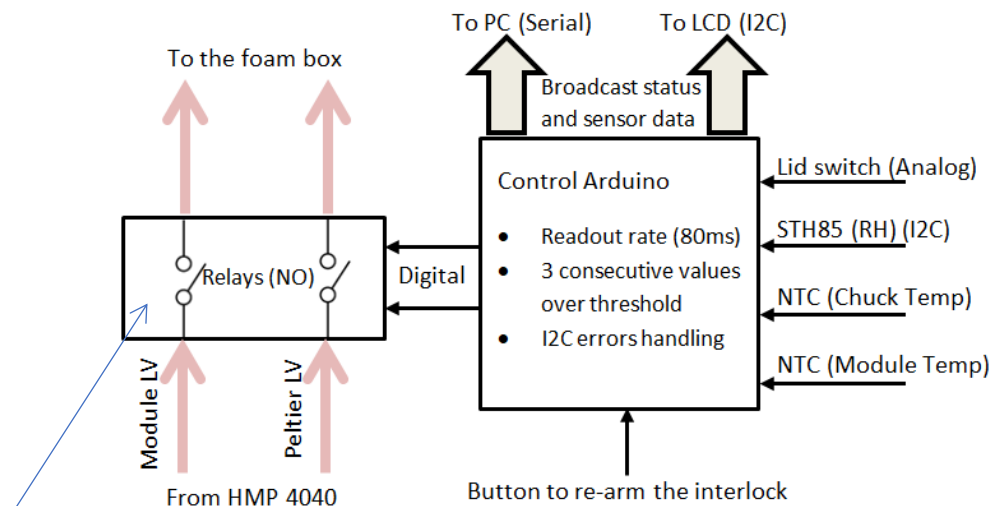 To PC (Serial)
To LCD (I2C)
To the foam box
Broadcast status
and sensor data
Control Arduino
• Readout rate (80ms)
• 3 consecutive values
over threshold
• I2C errors handling
Lid switch (Analog)
STH85 (RH) (I2C)
NTC (Chuck Temp)
NTC (Module Temp)
Relays (NO)
Digital
Module LV
Peltier LV
From HMP 4040
Button to re-arm the interlock